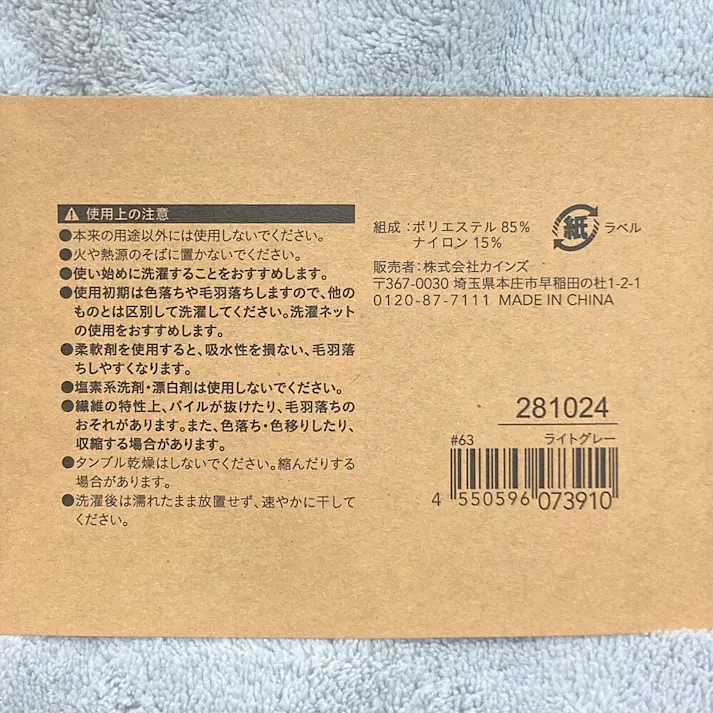 ⚠ 使用上の注意
●本来の用途以外には使用しないでください。
●火や熱源のそばに置かないでください。
●使い始めに洗濯することをおすすめします。
●使用初期は色落ちや毛羽落ちしますので、他の
ものとは区別して洗濯してください。洗濯ネット
の使用をおすすめします。
●柔軟剤を使用すると、吸水性を損ない、毛羽落
ちしやすくなります。
●塩素系洗剤・漂白剤は使用しないでください。
●繊維の特性上、パイルが抜けたり、毛羽落ちの
おそれがあります。また、色落ち・色移りしたり、
収縮する場合があります。
●タンブル乾燥はしないでください。縮んだりする
場合があります。
●洗濯後は濡れたまま放置せず、速やかに干して
ください。
組成：ポリエステル 85%
ナイロン 15%
紙 ラベル
販売者：株式会社カインズ
〒367-0030 埼玉県本庄市早稲田の杜1-2-1
0120-87-7111 MADE IN CHINA
281024
#63 ライトグレー
4 550596 073910